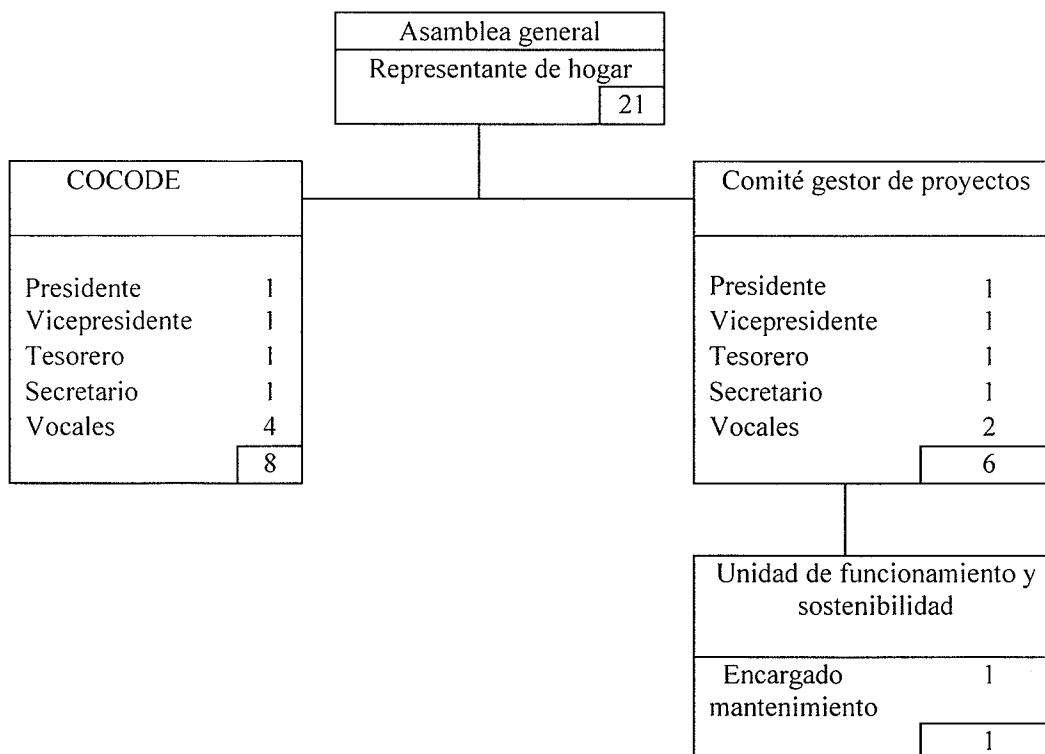 Asamblea general
Representante de hogar
21
COCODE
Presidente 1
Vicepresidente 1
Tesorero 1
Secretario 1
Vocales 4
8
Comité gestor de proyectos
Presidente 1
Vicepresidente 1
Tesorero 1
Secretario 1
Vocales 2
6
Unidad de funcionamiento y
sostenibilidad
Encargado 1
mantenimiento
1